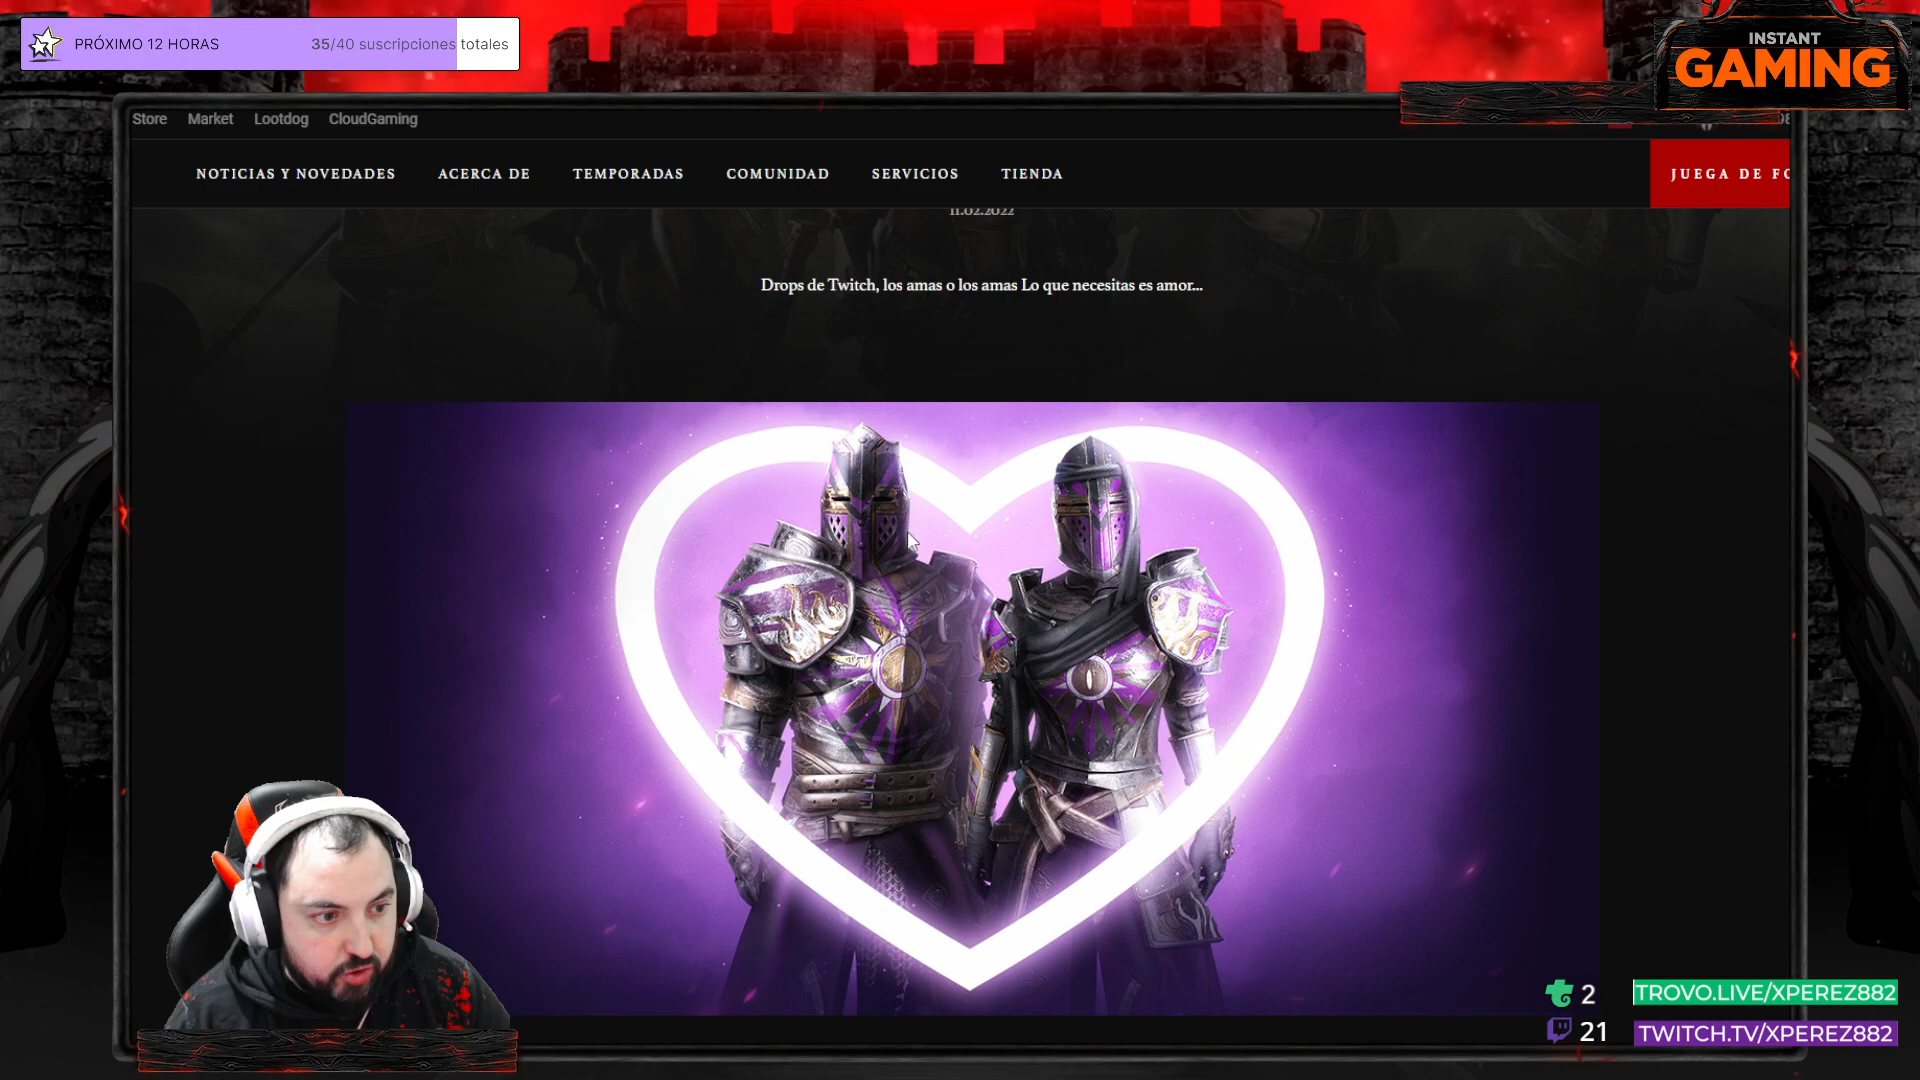 PRÓXIMO 12 HORAS
35/40 suscripciones totales
INSTANT
GAMING
Store Market Lootdog CloudGaming
NOTICIAS Y NOVEDADES ACERCA DE TEMPORADAS COMUNIDAD SERVICIOS TIENDA
JUEGA DE FO
11.02.2022
Drops de Twitch, los amas o los amas Lo que necesitas es amor...
2 TROVO.LIVE/XPEREZ882
21 TWITCH.TV/XPEREZ882